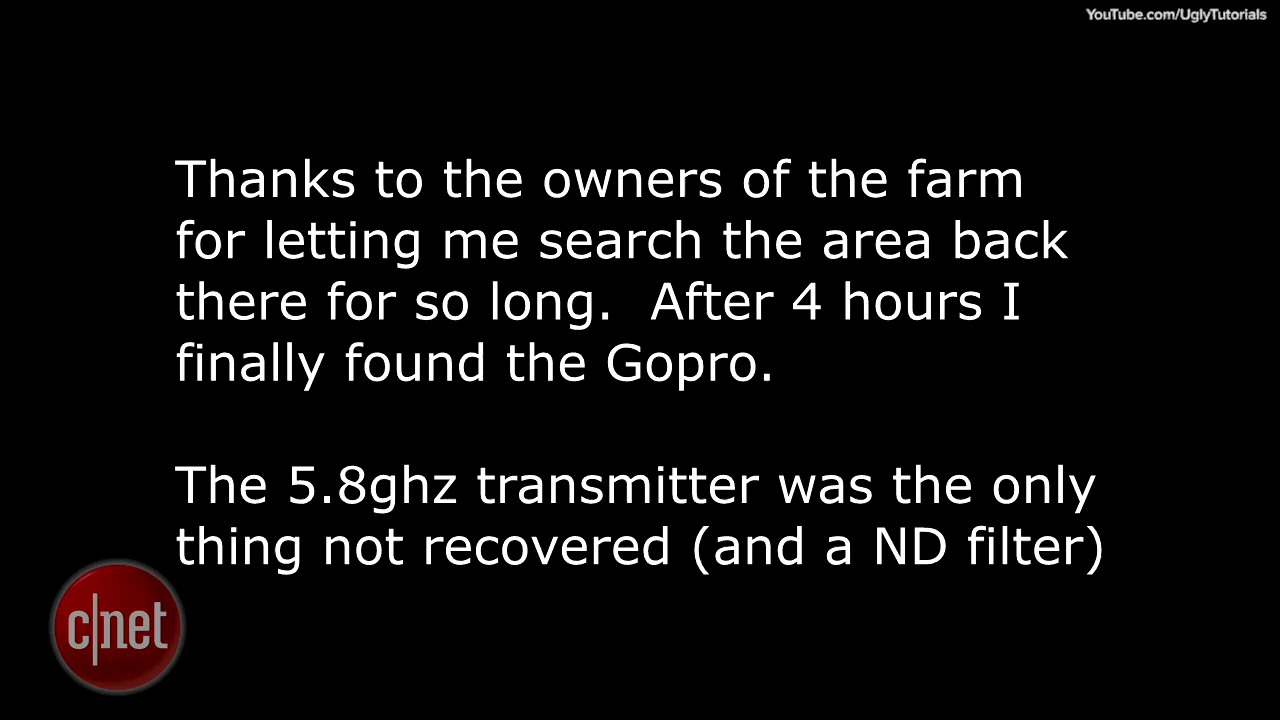 YouTube.com/UglyTutorials
Thanks to the owners of the farm
for letting me search the area back
there for so long.  After 4 hours I
finally found the Gopro.
The 5.8ghz transmitter was the only
thing not recovered (and a ND filter)
c|net